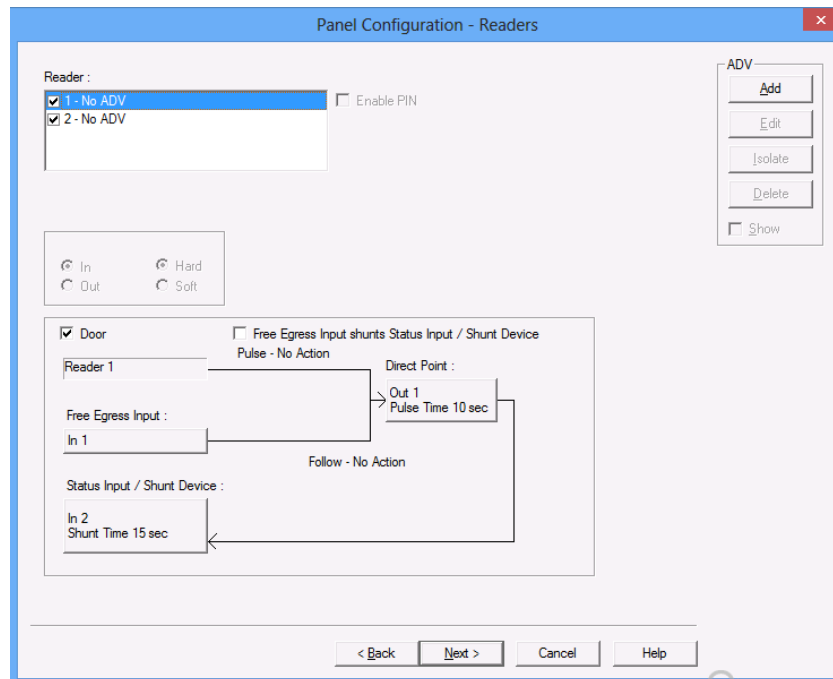 Panel Configuration - Readers
Reader :
1 - No ADV
2 - No ADV
Enable PIN
ADV
Add
Edit
Isolate
Delete
Show
In
Hard
Out
Soft
Door
Free Egress Input shunts Status Input / Shunt Device
Pulse - No Action
Reader 1
Direct Point :
Out 1
Pulse Time 10 sec
Free Egress Input :
In 1
Follow - No Action
Status Input / Shunt Device :
In 2
Shunt Time 15 sec
< Back
Next >
Cancel
Help